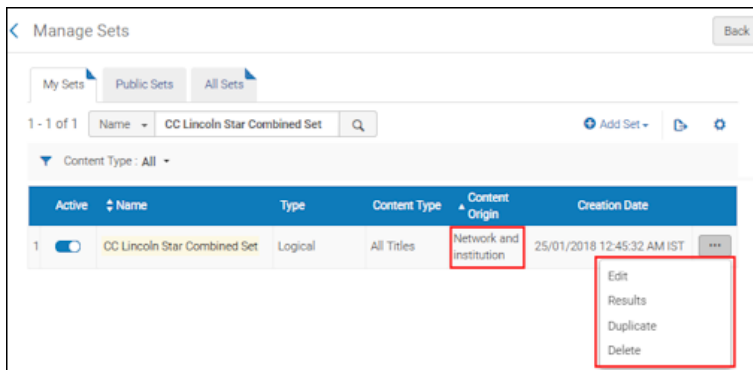 Manage Sets
Back
My Sets Public Sets All Sets
1 - 1 of 1 Name CC Lincoln Star Combined Set Add Set
Content Type : All
Active Name Type Content Type Content Origin Creation Date
1 CC Lincoln Star Combined Set Logical All Titles Network and institution 25/01/2018 12:45:32 AM IST
Edit
Results
Duplicate
Delete